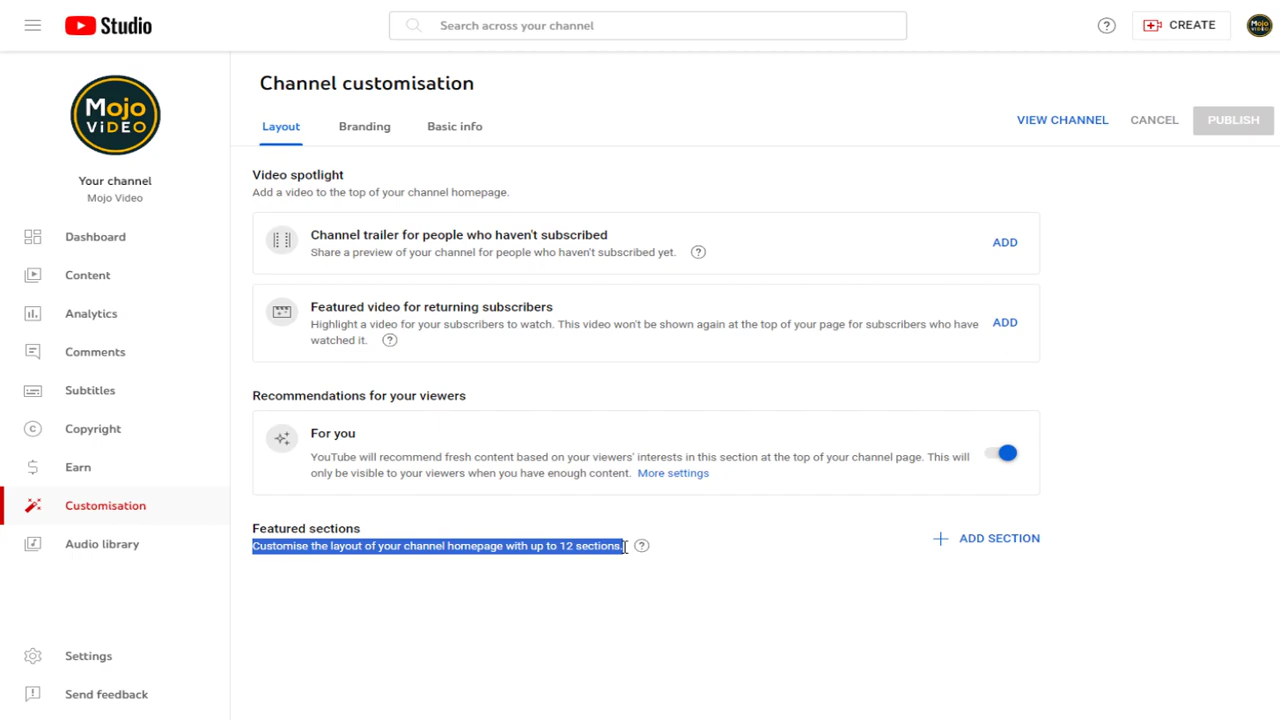 Studio
Search across your channel
CREATE
Mojo
ViDEO
Channel customisation
Mojo
ViDEO
Layout
Branding
Basic info
VIEW CHANNEL
CANCEL
PUBLISH
Your channel
Mojo Video
Dashboard
Content
Analytics
Comments
Subtitles
Copyright
Earn
Customisation
Audio library
Settings
Send feedback
Video spotlight
Add a video to the top of your channel homepage.
Channel trailer for people who haven't subscribed
Share a preview of your channel for people who haven't subscribed yet.
ADD
Featured video for returning subscribers
Highlight a video for your subscribers to watch. This video won't be shown again at the top of your page for subscribers who have
watched it.
ADD
Recommendations for your viewers
For you
YouTube will recommend fresh content based on your viewers' interests in this section at the top of your channel page. This will
only be visible to your viewers when you have enough content. More settings
Featured sections
Customise the layout of your channel homepage with up to 12 sections.
ADD SECTION